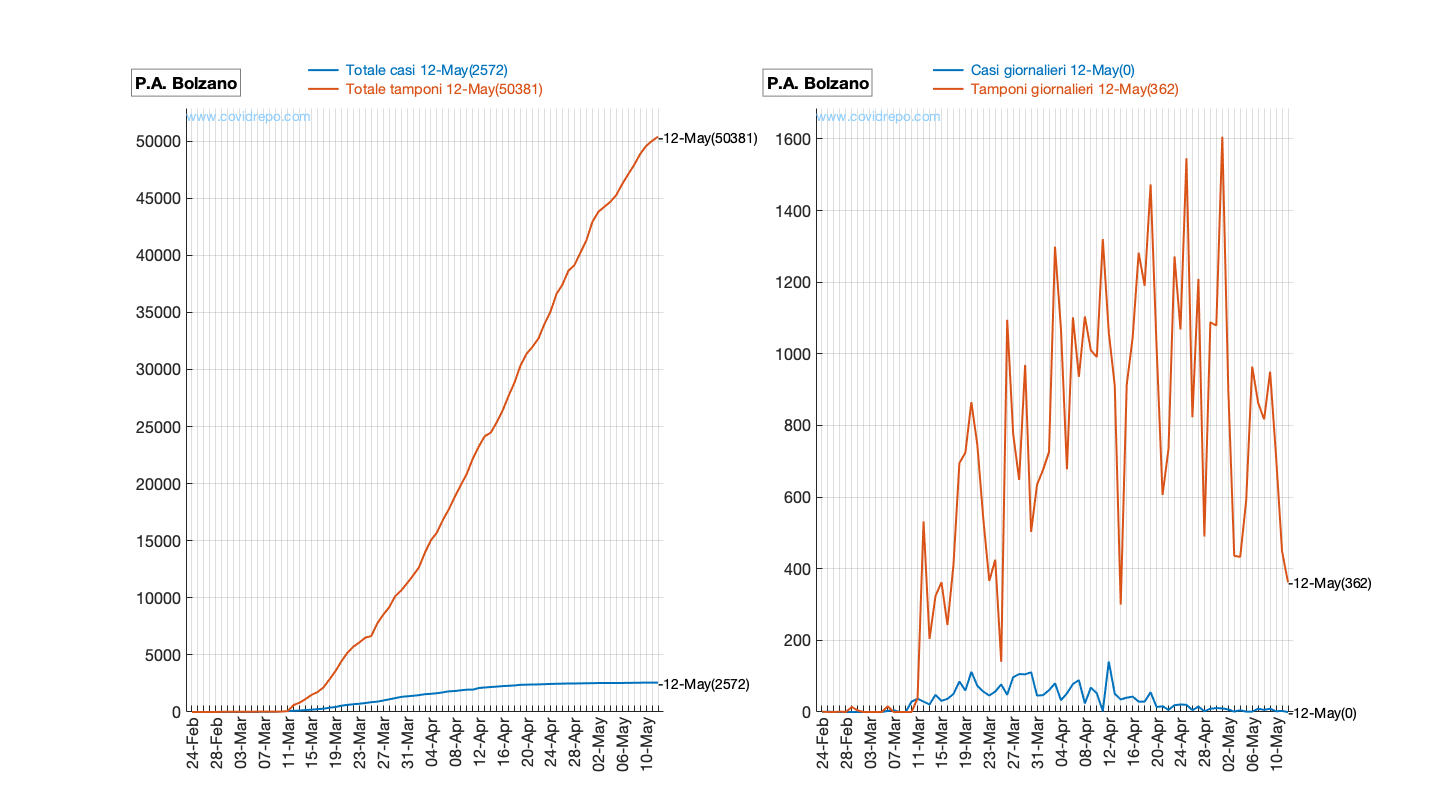 P.A. Bolzano
Totale casi 12-May(2572)
Totale tamponi 12-May(50381)
www.covidrepo.com
50000
45000
40000
35000
30000
25000
20000
15000
10000
5000
0
12-May(50381)
12-May(2572)
24-Feb
28-Feb
03-Mar
07-Mar
11-Mar
15-Mar
19-Mar
23-Mar
27-Mar
31-Mar
04-Apr
08-Apr
12-Apr
16-Apr
20-Apr
24-Apr
28-Apr
02-May
06-May
10-May
P.A. Bolzano
Casi giornalieri 12-May(0)
Tamponi giornalieri 12-May(362)
www.covidrepo.com
1600
1400
1200
1000
800
600
400
200
0
12-May(362)
12-May(0)
24-Feb
28-Feb
03-Mar
07-Mar
11-Mar
15-Mar
19-Mar
23-Mar
27-Mar
31-Mar
04-Apr
08-Apr
12-Apr
16-Apr
20-Apr
24-Apr
28-Apr
02-May
06-May
10-May